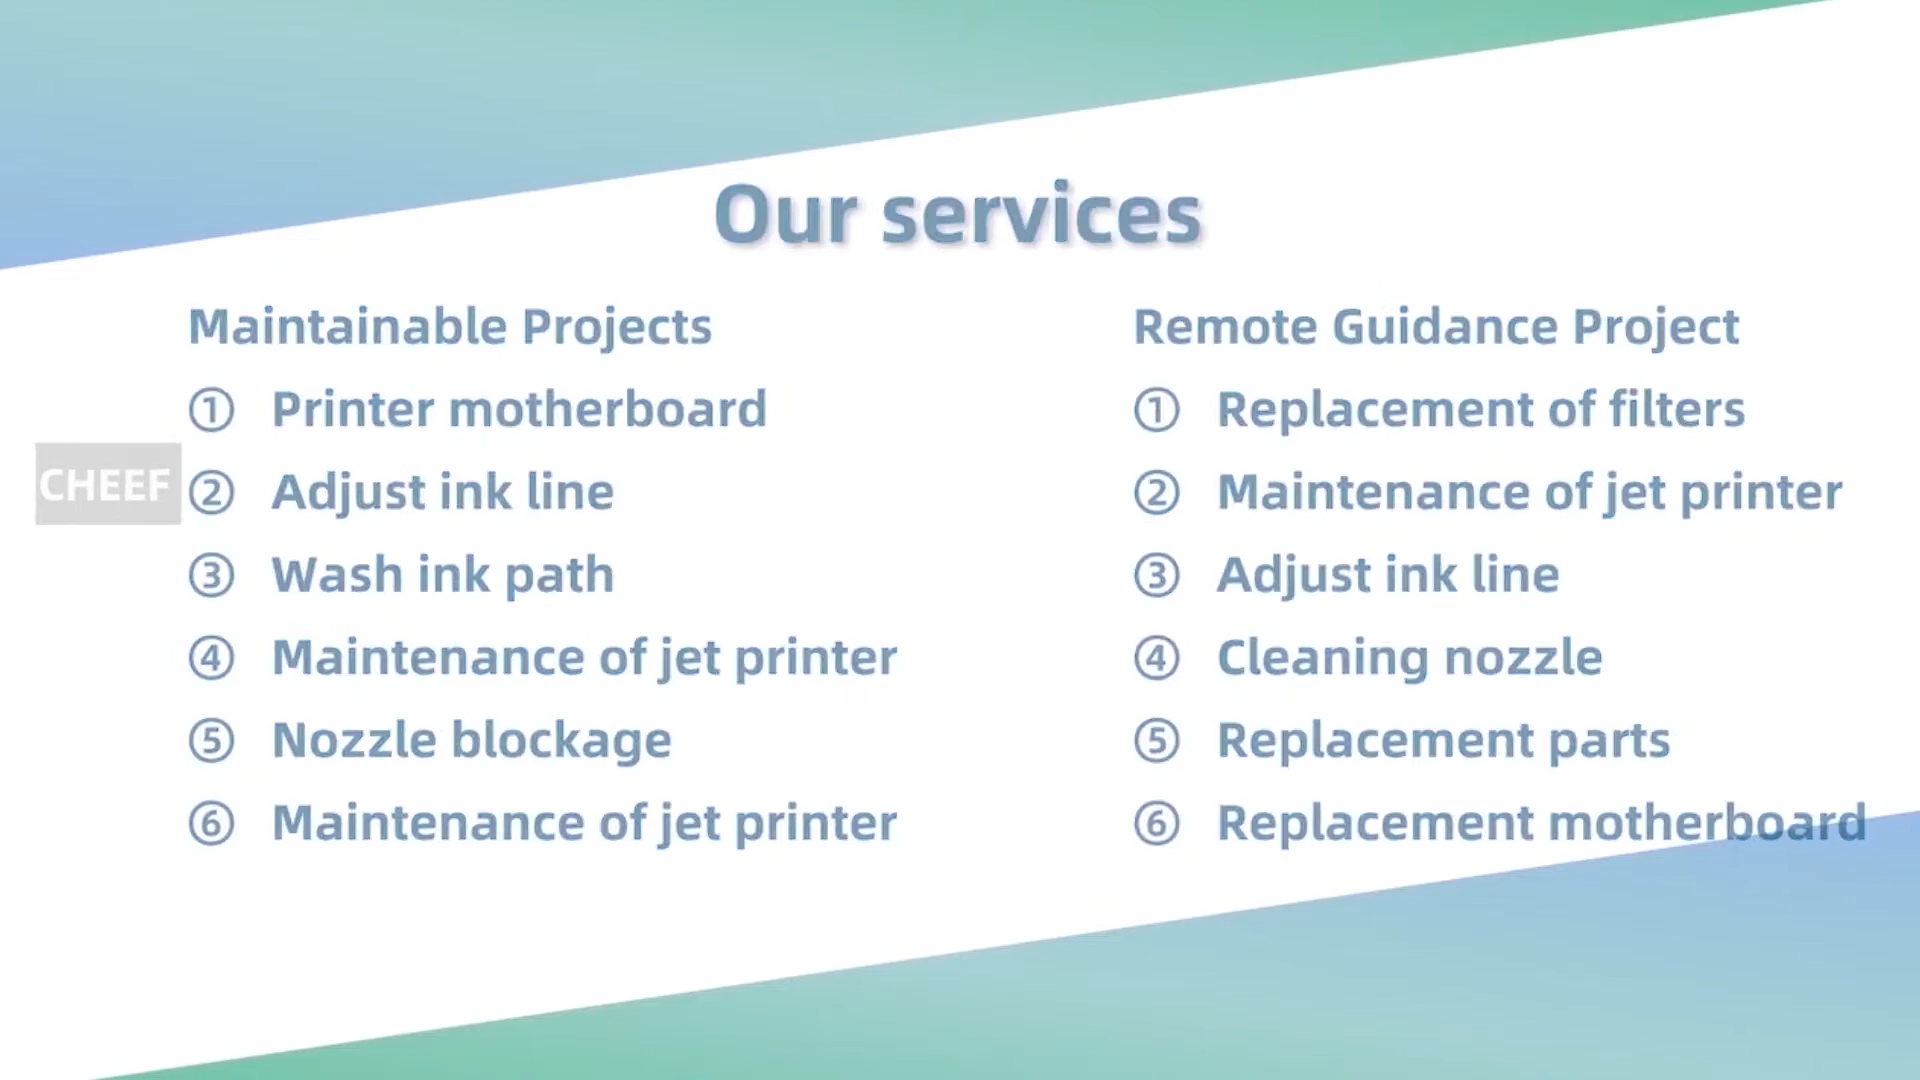 Our services
Maintainable Projects
① Printer motherboard
② Adjust ink line
③ Wash ink path
④ Maintenance of jet printer
⑤ Nozzle blockage
⑥ Maintenance of jet printer
Remote Guidance Project
① Replacement of filters
② Maintenance of jet printer
③ Adjust ink line
④ Cleaning nozzle
⑤ Replacement parts
⑥ Replacement motherboard
CHEEF